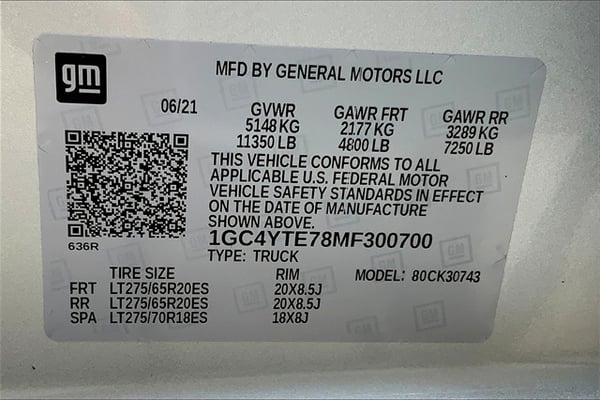 gm
MFD BY GENERAL MOTORS LLC
06/21 GVWR GAWR FRT GAWR RR
5148 KG 2177 KG 3289 KG
11350 LB 4800 LB 7250 LB
THIS VEHICLE CONFORMS TO ALL
APPLICABLE U.S. FEDERAL MOTOR
VEHICLE SAFETY STANDARDS IN EFFECT
ON THE DATE OF MANUFACTURE
SHOWN ABOVE.
636R
1GC4YTE78MF300700
TYPE: TRUCK
TIRE SIZE RIM MODEL: 80CK30743
FRT LT275/65R20ES 20X8.5J
RR LT275/65R20ES 20X8.5J
SPA LT275/70R18ES 18X8J